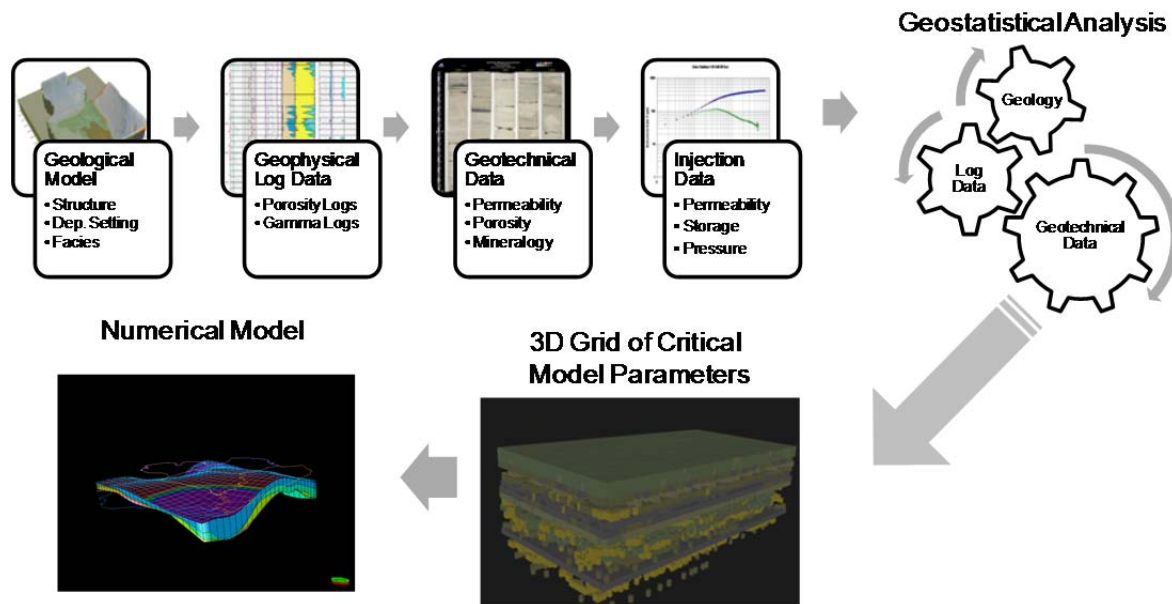 Geostatistical Analysis
Geological
Model
▪ Structure
▪ Dep. Setting
▪ Facies
Geophysical
Log Data
▪ Porosity Logs
▪ Gamma Logs
Geotechnical
Data
▪ Permeability
▪ Porosity
▪ Mineralogy
Injection
Data
▪ Permeability
▪ Storage
▪ Pressure
Geology
Log
Data
Geotechnical
Data
Numerical Model
3D Grid of Critical
Model Parameters